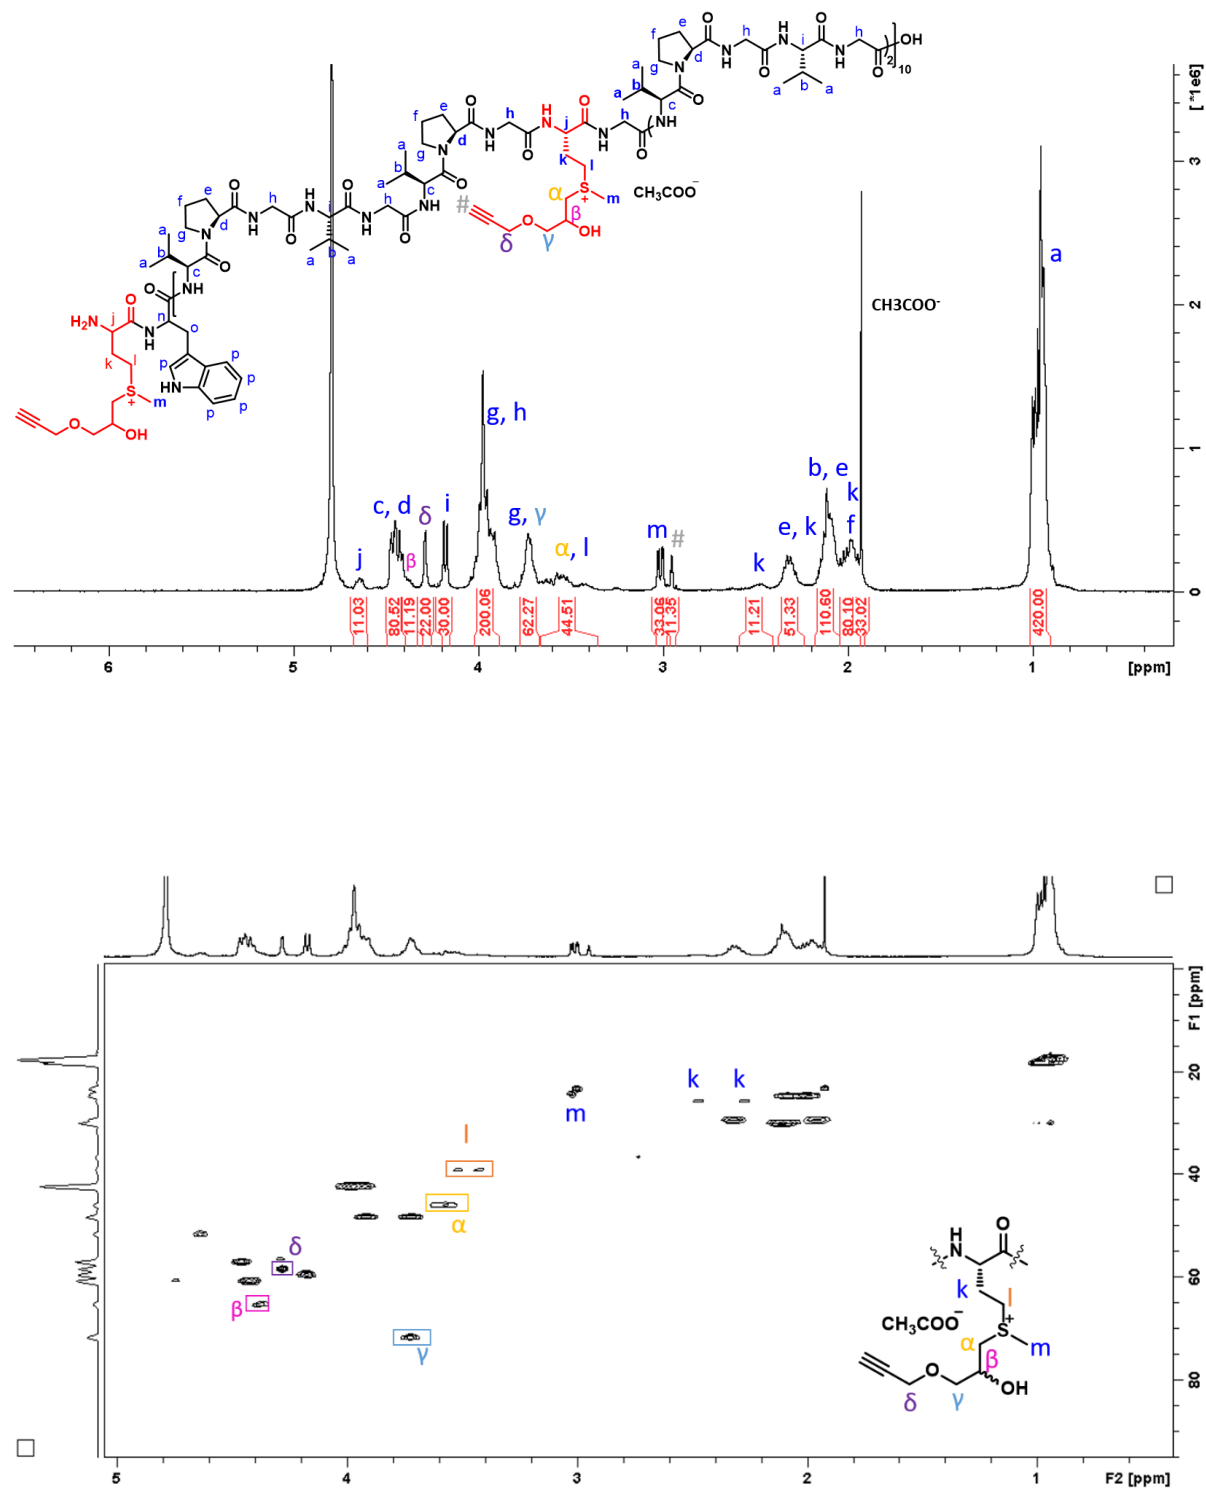 O e O h H O i H O h
f N H N N H O OH
g N d O b O 2 10
a b a c O a a
N H
O e O h H O j H O h
f N H N N H O
g N d O k l
a b a c O α S + m CH₃COO⁻
# O β OH
δ γ
O e O h H O i H O h
f N H N N H O N H
g N d O b
a b a c O a a
N H
O n
O N H o
H₂N j
k l p p
S + m HN p
O OH p p
[ *1e6]
3
2
1
0
a
CH3COO⁻
g, h
b, e
k
f
c, d
δ
i
g, γ
β
j
α, l
m
#
k
e, k
11.03 80.52 11.19 22.00 30.00 200.06 62.27 44.51 33.06 11.35 11.21 51.33 110.60 80.10 33.02 420.00
6 5 4 3 2 1 [ppm]
F1 [ppm]
20
40
60
80
k k
m
l
α
δ
β
γ
H N O
k l
CH₃COO⁻ S +
α m
β
O OH
δ γ
5 4 3 2 1 F2 [ppm]